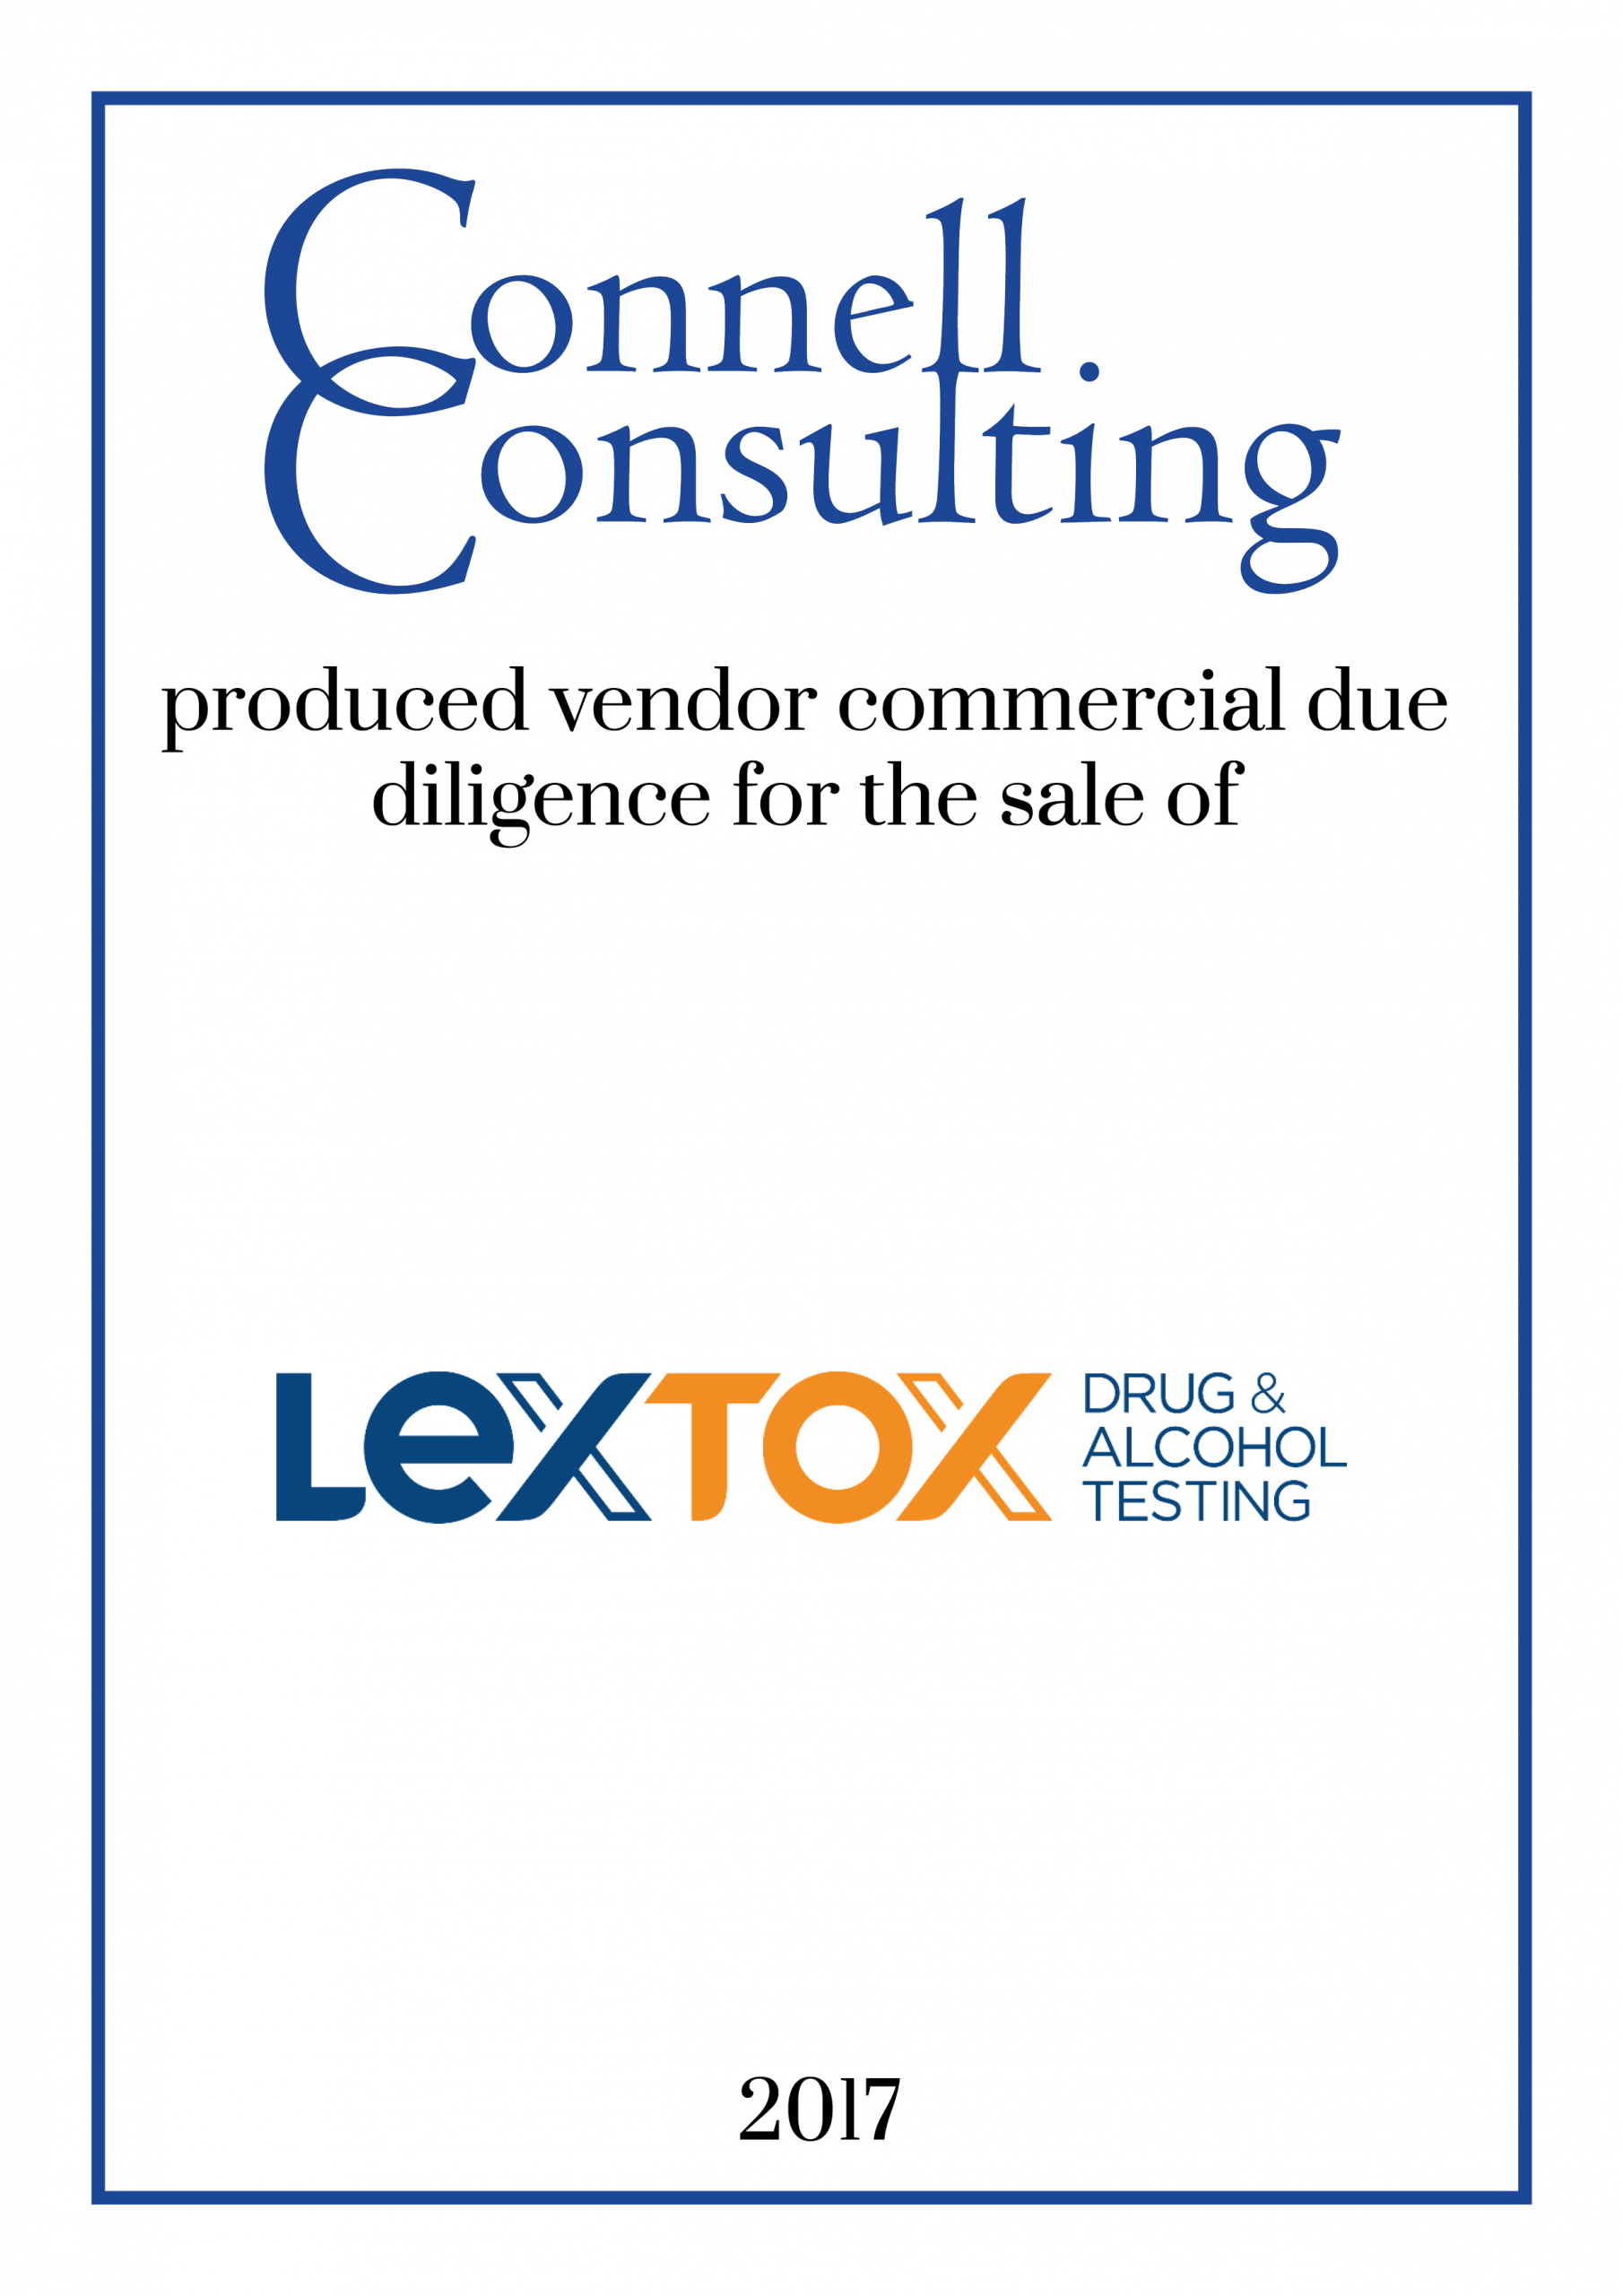 Connell
Consulting
produced vendor commercial due
diligence for the sale of
LexTOX
DRUG &
ALCOHOL
TESTING
2017